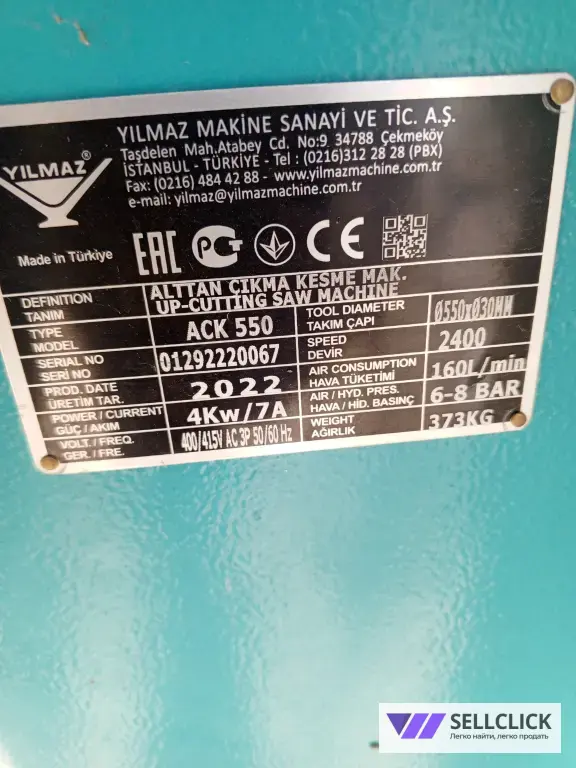 YILMAZ MAKİNE SANAYİ VE TİC. A.Ş.
Taşdelen Mah.Atabey Cd. No:9 34788 Çekmeköy
İSTANBUL - TÜRKİYE - Tel : (0216)312 28 28 (PBX)
Fax: (0216) 484 42 88 - www.yilmazmachine.com.tr
e-mail: yilmaz@yilmazmachine.com.tr
YILMAZ®
Made in Türkiye
EAC
PCT
CE
DEFINITION
TANIM
ALTTAN ÇIKMA KESME MAK.
UP-CUTTING SAW MACHINE
TYPE
MODEL
ACK 550
SERIAL NO
SERİ NO
01292220067
PROD. DATE
ÜRETİM TAR.
2022
POWER / CURRENT
GÜÇ / AKIM
4Kw/7A
VOLT. / FREQ.
GER. / FRE.
400/415V AC 3P 50/60 Hz
TOOL DIAMETER
TAKIM ÇAPI
Ø550xØ30MM
SPEED
DEVİR
2400
AIR CONSUMPTION
HAVA TÜKETİMİ
160L/min
AIR / HYD. PRES.
HAVA / HİD. BASINÇ
6-8 BAR
WEIGHT
AĞIRLIK
373KG
SELLCLICK
Легко найти, легко продать